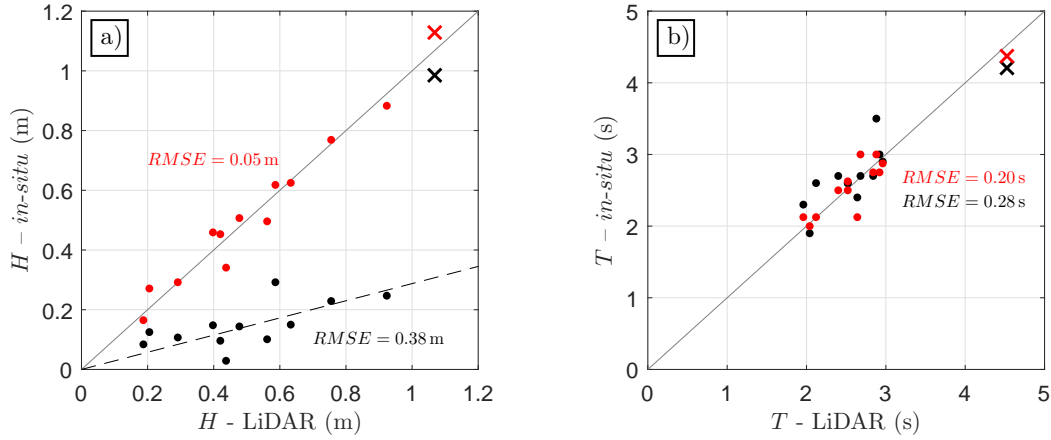 a)
1.2
1
0.8
0.6
0.4
0.2
0
H - in-situ (m)
RMSE = 0.05 m
RMSE = 0.38 m
0 0.2 0.4 0.6 0.8 1 1.2
H - LiDAR (m)
b)
5
4
3
2
1
0
T - in-situ (s)
RMSE = 0.20 s
RMSE = 0.28 s
0 1 2 3 4 5
T - LiDAR (s)